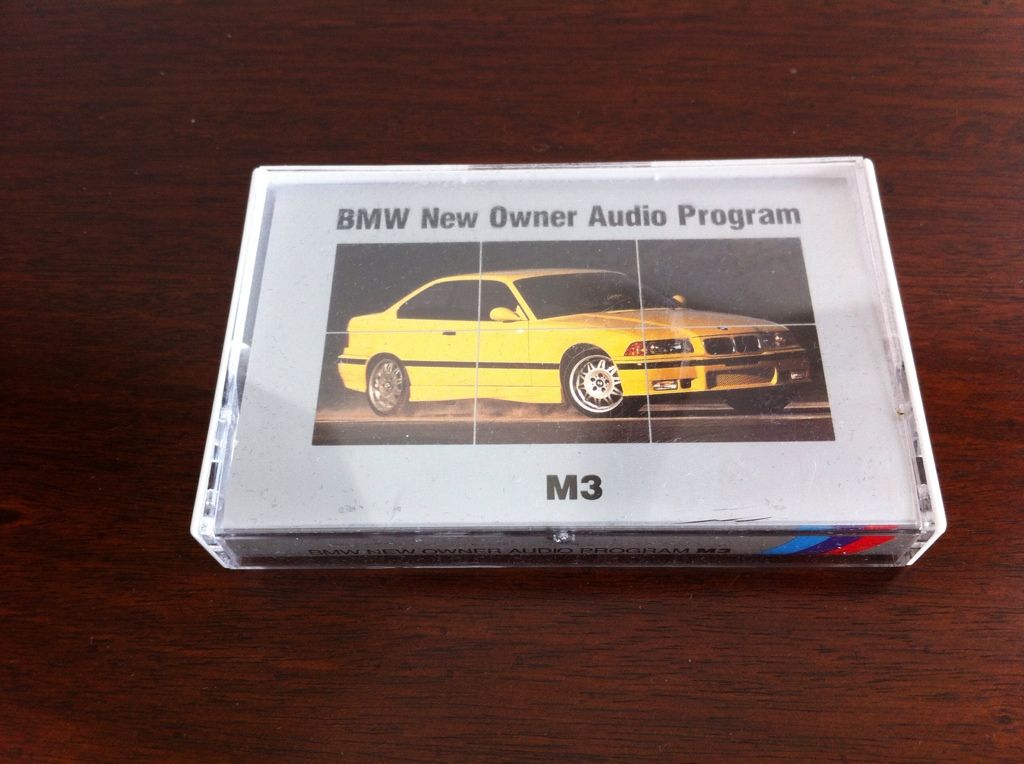 BMW New Owner Audio Program
M3
BMW NEW OWNER AUDIO PROGRAM M3